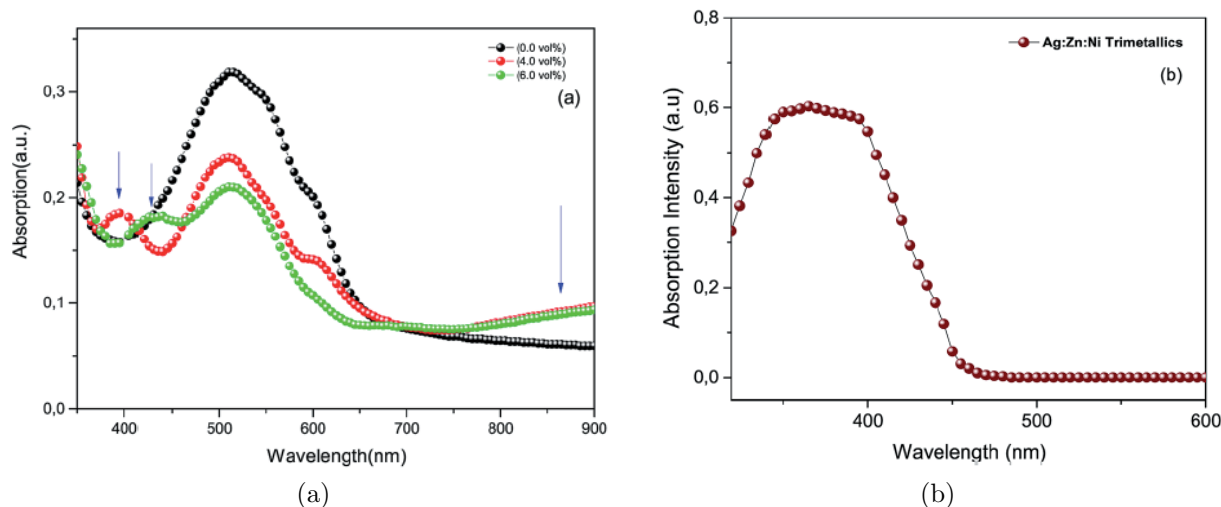 (0.0 vol%)
(4.0 vol%)
(6.0 vol%)
(a)
0,3
0,2
0,1
0,0
Absorption(a.u.)
400 500 600 700 800 900
Wavelength(nm)
(a)
Ag:Zn:Ni Trimetallics
(b)
0,8
0,6
0,4
0,2
0,0
Absorption Intensity (a.u)
400 500 600
Wavelength (nm)
(b)